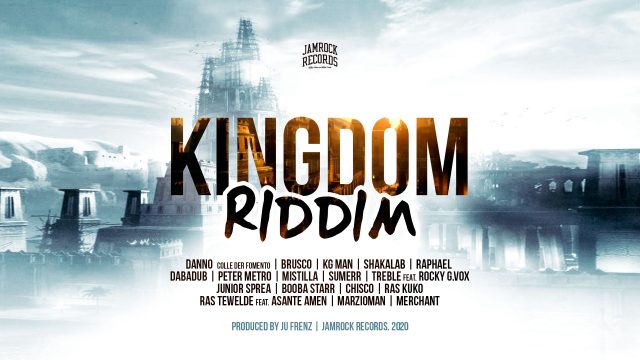 JAMROCK
RECORDS
KINGDOM
RIDDIM
DANNO COLLE DER FOMENTO | BRUSCO | KG MAN | SHAKALAB | RAPHAEL
DABADUB | PETER METRO | MISTILLA | SUMERR | TREBLE FEAT. ROCKY G.VOX
JUNIOR SPREA | BOOBA STARR | CHISCO | RAS KUKO
RAS TEWELDE FEAT. ASANTE AMEN | MARZIOMAN | MERCHANT
PRODUCED BY JU FRENZ | JAMROCK RECORDS. 2020